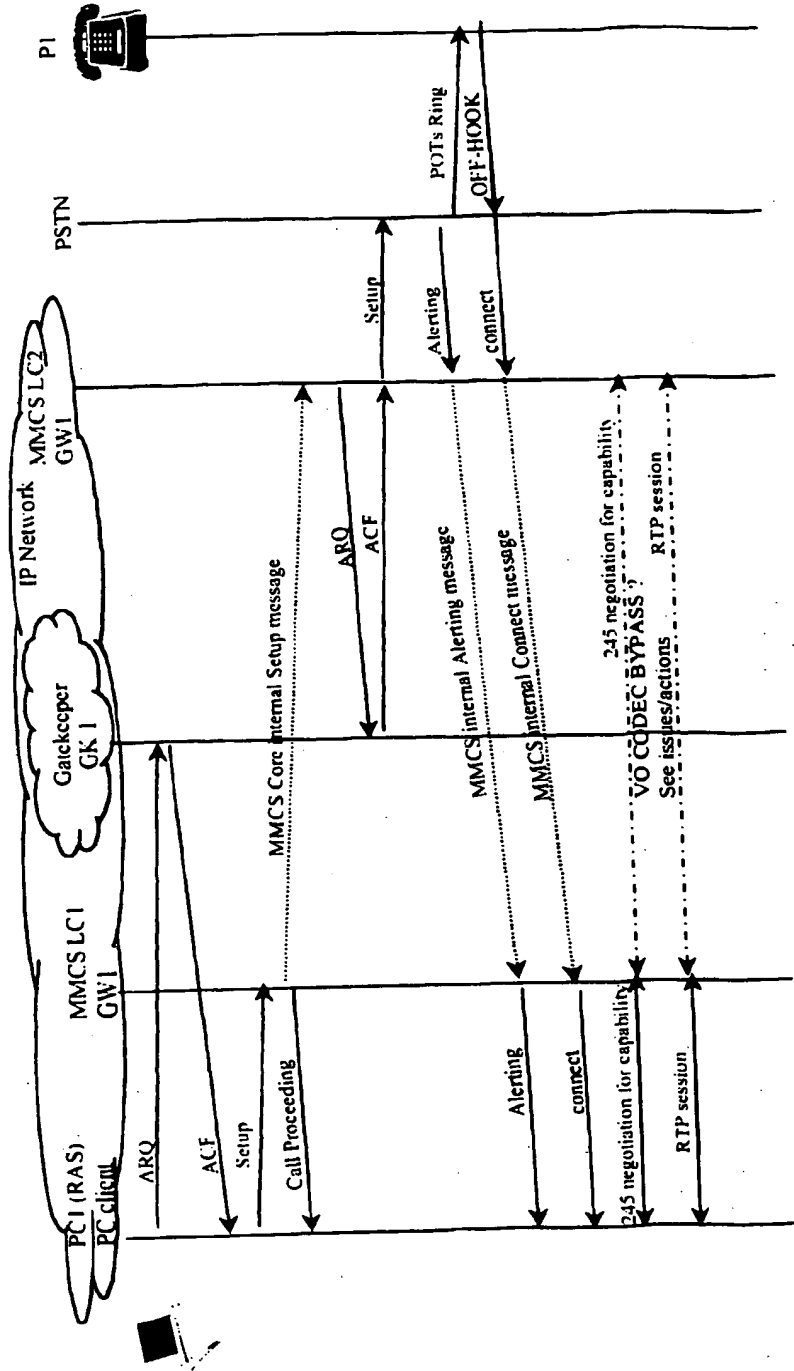 PC1 (RAS)
PC client
MMCS LC1
GW1
Gatekeeper
GK 1
IP Network
MMCS LC2
GW1
PSTN
P1
ARQ
ACF
Setup
Call Proceeding
MMCS Core internal Setup message
ARQ
ACF
Setup
Alerting
POTs Ring
OFF-HOOK
connect
MMCS internal Alerting message
MMCS internal Connect message
Alerting
connect
245 negotiation for capability
RTP session
245 negotiation for capability
VO CODEC BYPASS ?
See issues/actions
RTP session